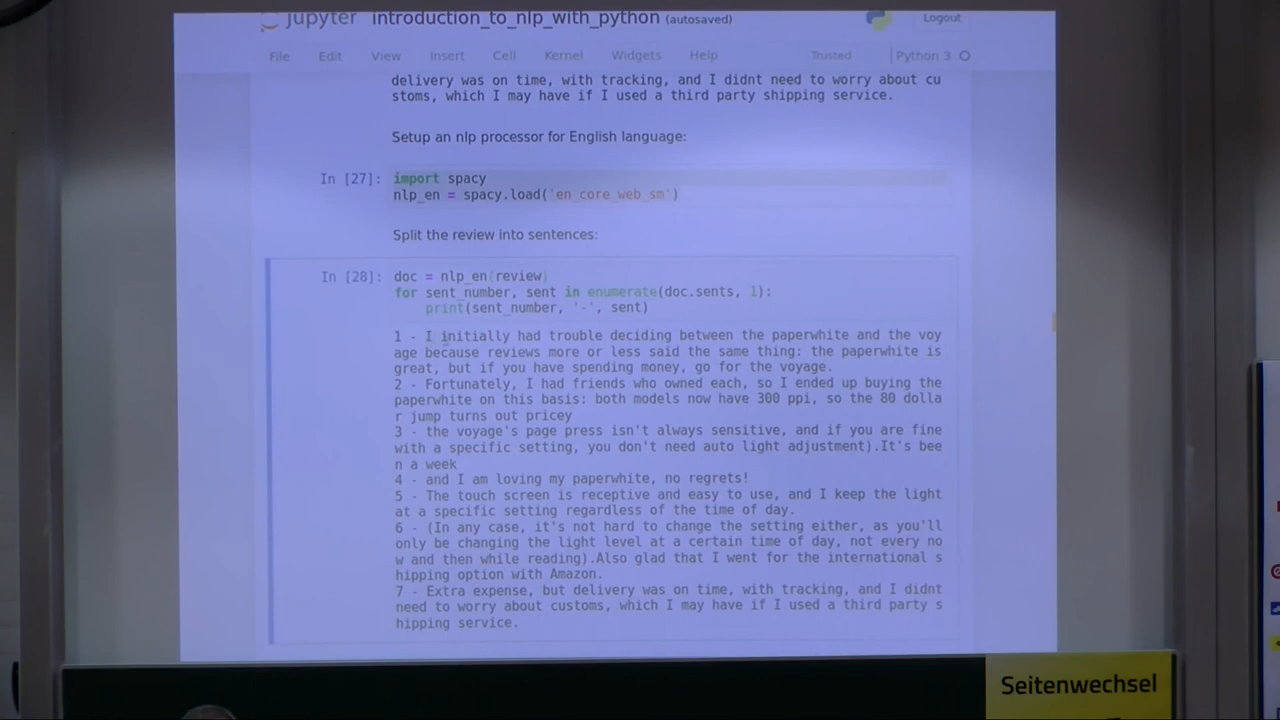 jupyter introduction_to_nlp_with_python (autosaved) Logout
File Edit View Insert Cell Kernel Widgets Help Trusted Python 3
delivery was on time, with tracking, and I didnt need to worry about cu
stoms, which I may have if I used a third party shipping service.
Setup an nlp processor for English language:
In [27]: import spacy
nlp_en = spacy.load('en_core_web_sm')
Split the review into sentences:
In [28]: doc = nlp_en(review)
for sent_number, sent in enumerate(doc.sents, 1):
print(sent_number, '-', sent)
1 - I initially had trouble deciding between the paperwhite and the voy
age because reviews more or less said the same thing: the paperwhite is
great, but if you have spending money, go for the voyage.
2 - Fortunately, I had friends who owned each, so I ended up buying the
paperwhite on this basis: both models now have 300 ppi, so the 80 dolla
r jump turns out pricey
3 - the voyage's page press isn't always sensitive, and if you are fine
with a specific setting, you don't need auto light adjustment).It's bee
n a week
4 - and I am loving my paperwhite, no regrets!
5 - The touch screen is receptive and easy to use, and I keep the light
at a specific setting regardless of the time of day.
6 - (In any case, it's not hard to change the setting either, as you'll
only be changing the light level at a certain time of day, not every no
w and then while reading).Also glad that I went for the international s
hipping option with Amazon.
7 - Extra expense, but delivery was on time, with tracking, and I didnt
need to worry about customs, which I may have if I used a third party s
hipping service.
Seitenwechsel